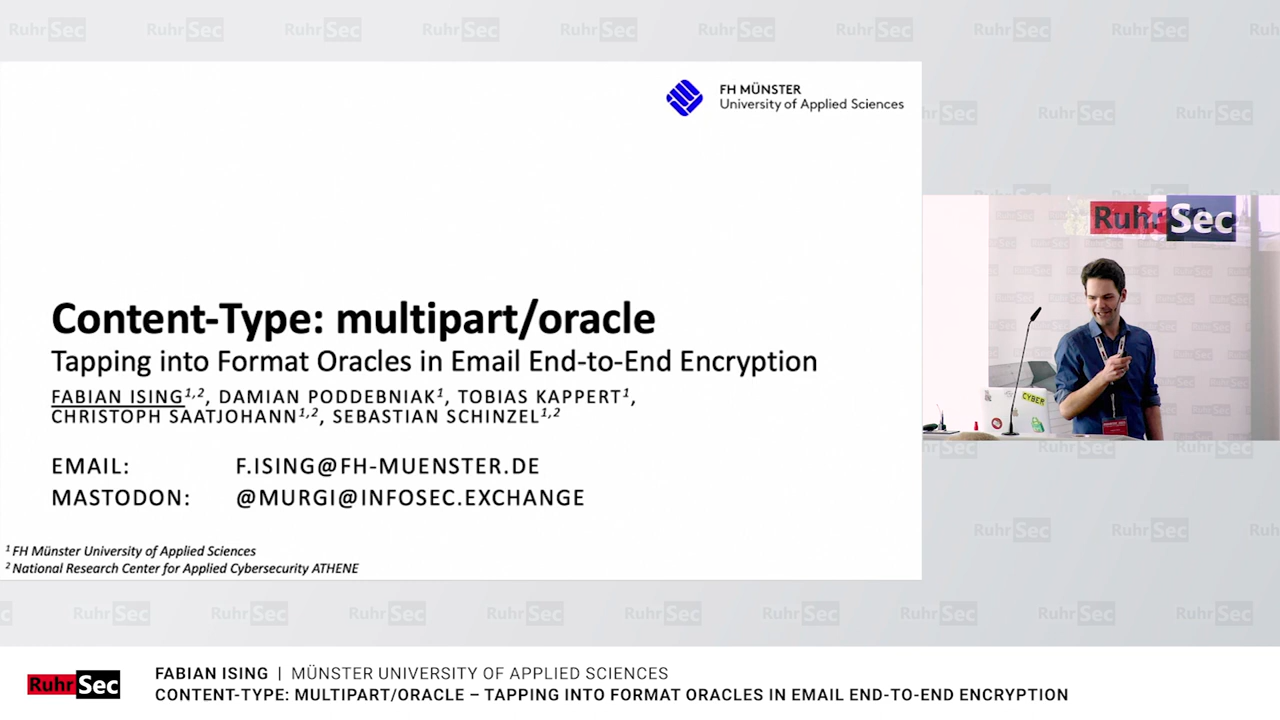 FH MÜNSTER
University of Applied Sciences
Content-Type: multipart/oracle
Tapping into Format Oracles in Email End-to-End Encryption
FABIAN ISING1,2, DAMIAN PODDEBNIAK1, TOBIAS KAPPERT1,
CHRISTOPH SAATJOHANN1,2, SEBASTIAN SCHINZEL1,2
EMAIL: F.ISING@FH-MUENSTER.DE
MASTODON: @MURGI@INFOSEC.EXCHANGE
1 FH Münster University of Applied Sciences
2 National Research Center for Applied Cybersecurity ATHENE
RuhrSec
CYBER
RuhrSec
FABIAN ISING | MÜNSTER UNIVERSITY OF APPLIED SCIENCES
CONTENT-TYPE: MULTIPART/ORACLE – TAPPING INTO FORMAT ORACLES IN EMAIL END-TO-END ENCRYPTION